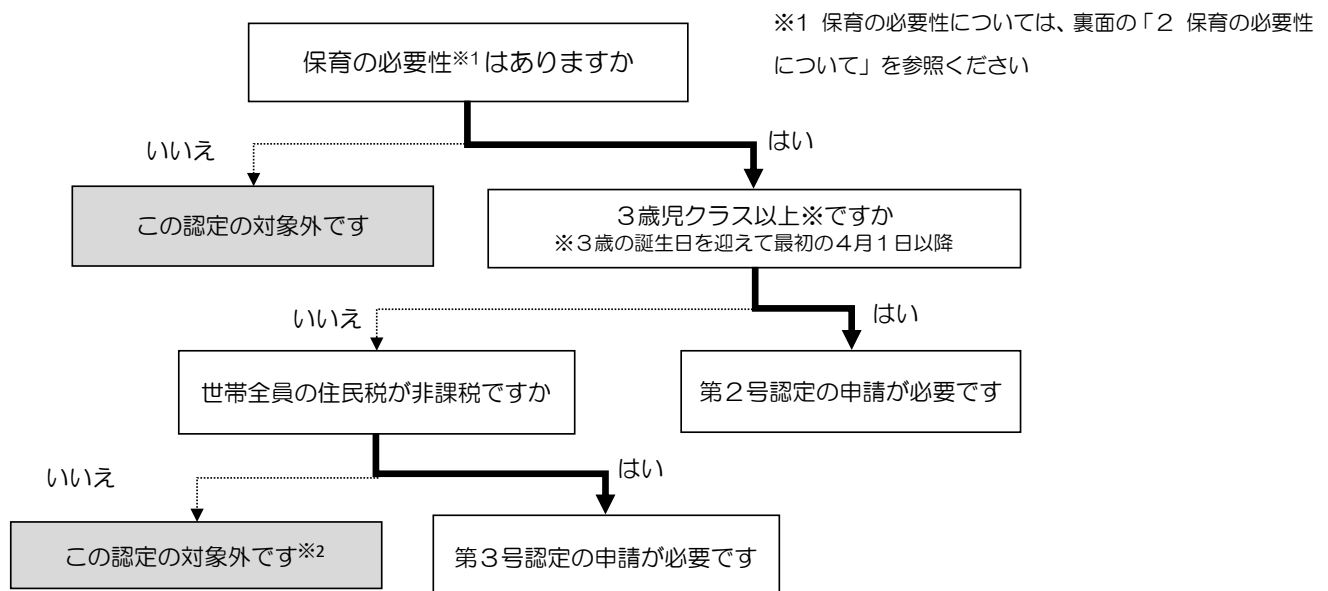 ※1 保育の必要性については、裏面の「2 保育の必要性
について」を参照ください
保育の必要性※1はありますか
いいえ
はい
この認定の対象外です
３歳児クラス以上※ですか
※３歳の誕生日を迎えて最初の４月１日以降
いいえ
はい
世帯全員の住民税が非課税ですか
第２号認定の申請が必要です
いいえ
はい
この認定の対象外です※2
第３号認定の申請が必要です